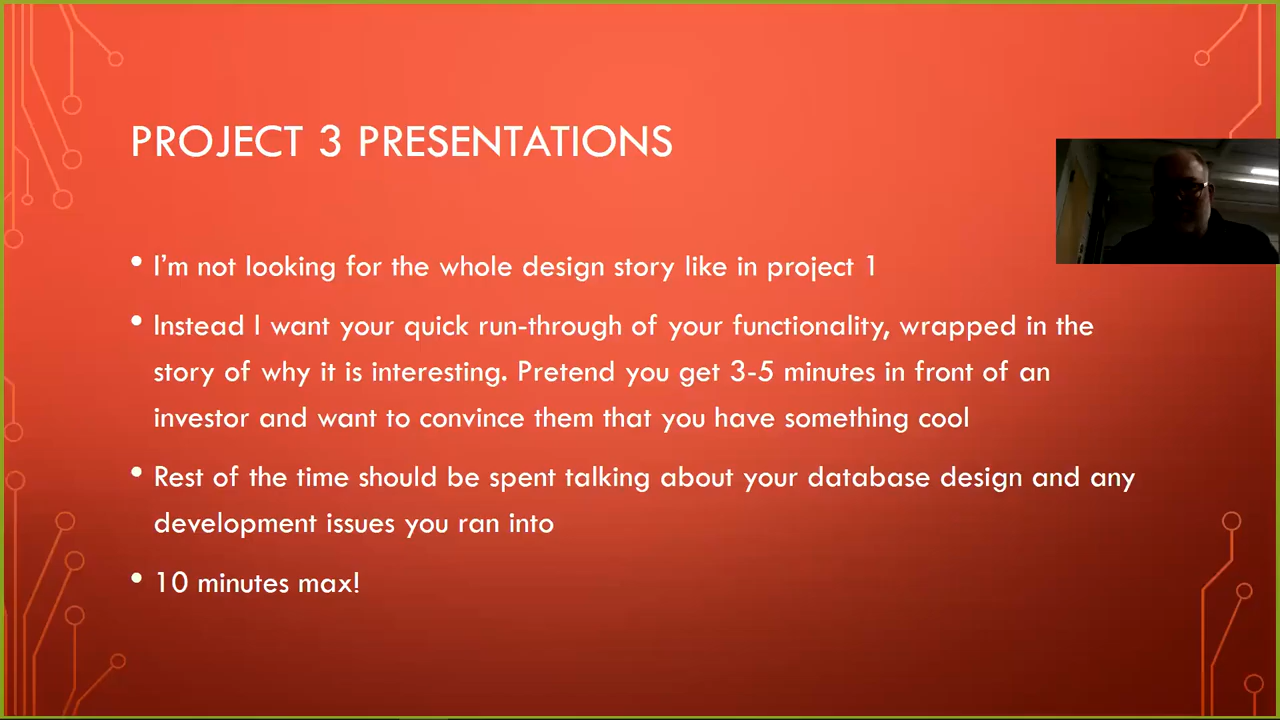 PROJECT 3 PRESENTATIONS
• I'm not looking for the whole design story like in project 1
• Instead I want your quick run-through of your functionality, wrapped in the
story of why it is interesting. Pretend you get 3-5 minutes in front of an
investor and want to convince them that you have something cool
• Rest of the time should be spent talking about your database design and any
development issues you ran into
• 10 minutes max!